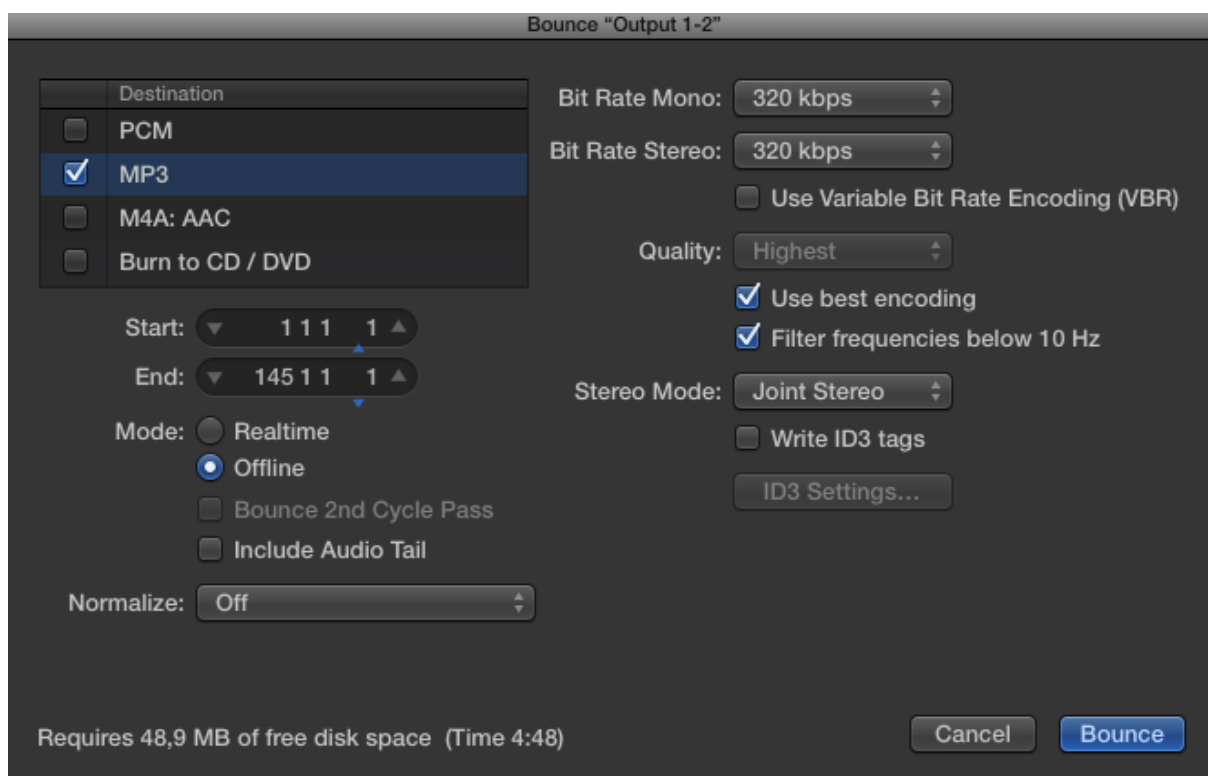 Bounce “Output 1-2”
Destination
PCM
MP3
M4A: AAC
Burn to CD / DVD
Start: 1 1 1 1
End: 145 1 1 1
Mode: Realtime
Offline
Bounce 2nd Cycle Pass
Include Audio Tail
Normalize: Off
Bit Rate Mono: 320 kbps
Bit Rate Stereo: 320 kbps
Use Variable Bit Rate Encoding (VBR)
Quality: Highest
Use best encoding
Filter frequencies below 10 Hz
Stereo Mode: Joint Stereo
Write ID3 tags
ID3 Settings...
Requires 48,9 MB of free disk space (Time 4:48)
Cancel Bounce